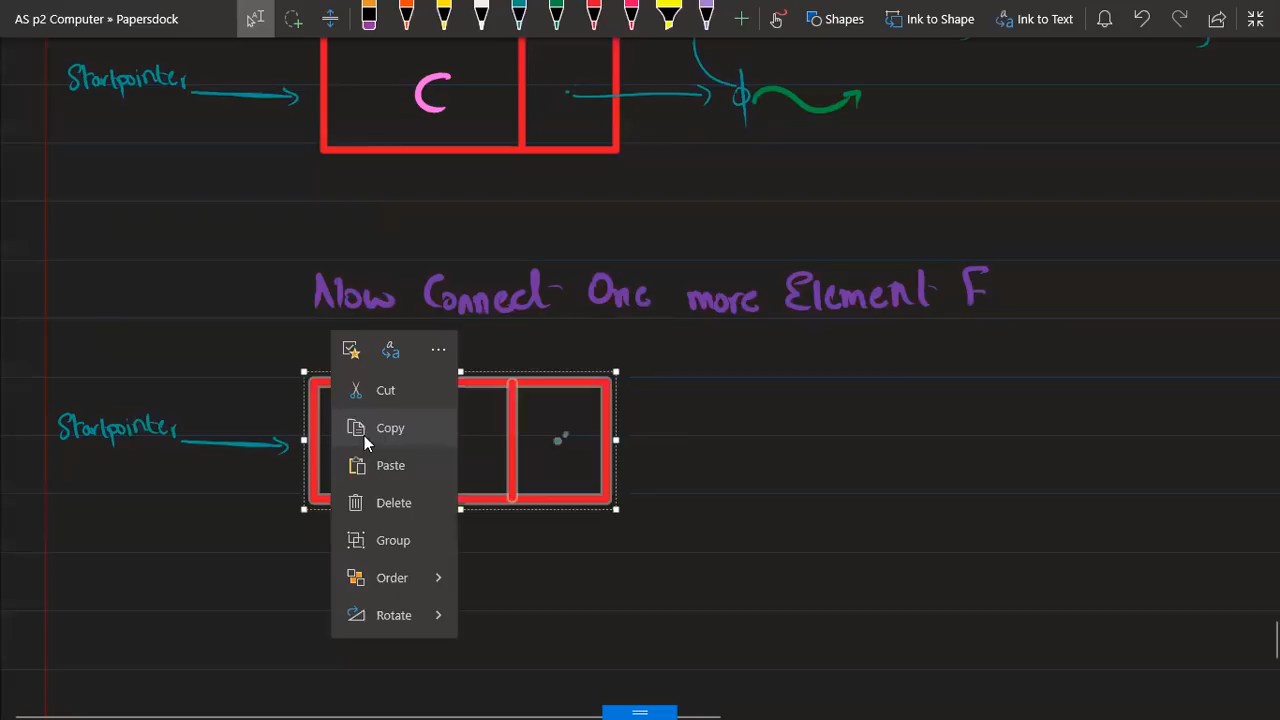 AS p2 Computer » Papersdock
Shapes
Ink to Shape
Ink to Text
Startpointer
C
Now Connect One more Element F
Cut
Copy
Paste
Delete
Group
Order
Rotate
Startpointer